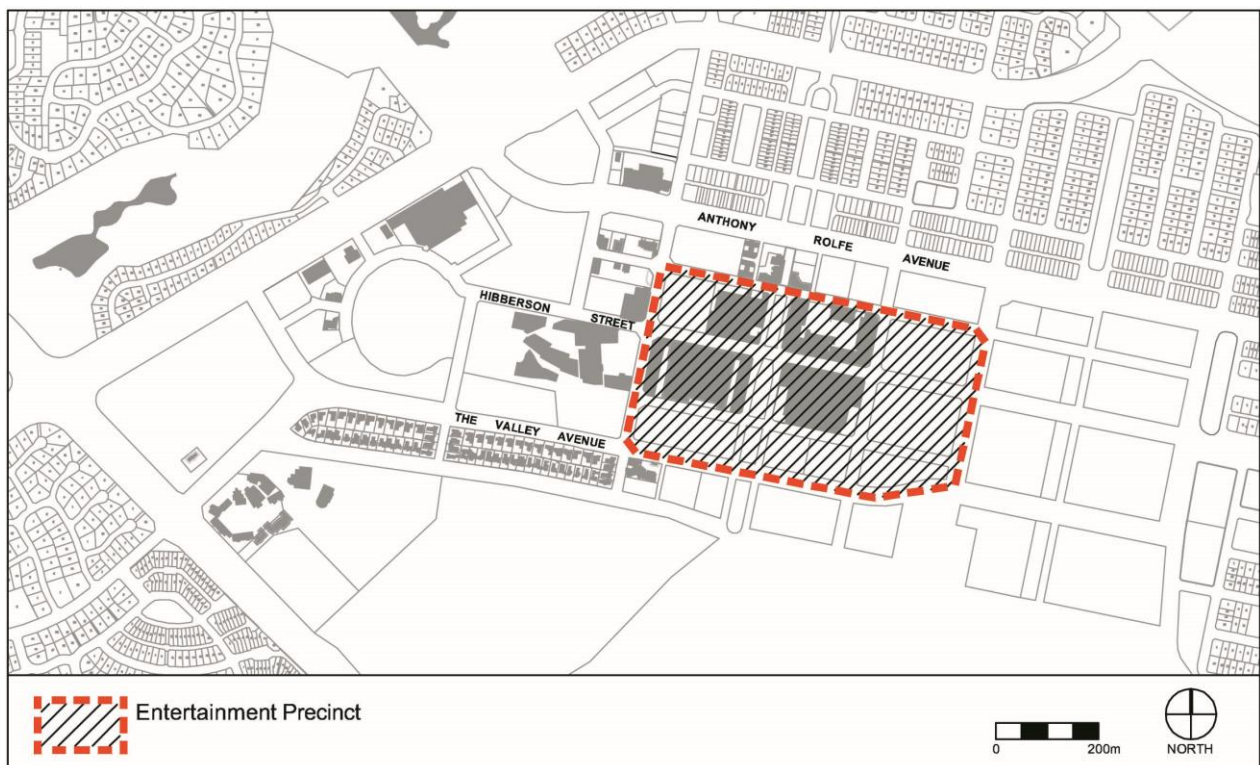 ANTHONY ROLFE AVENUE
HIBBERSON STREET
THE VALLEY AVENUE
Entertainment Precinct
0 200m
NORTH